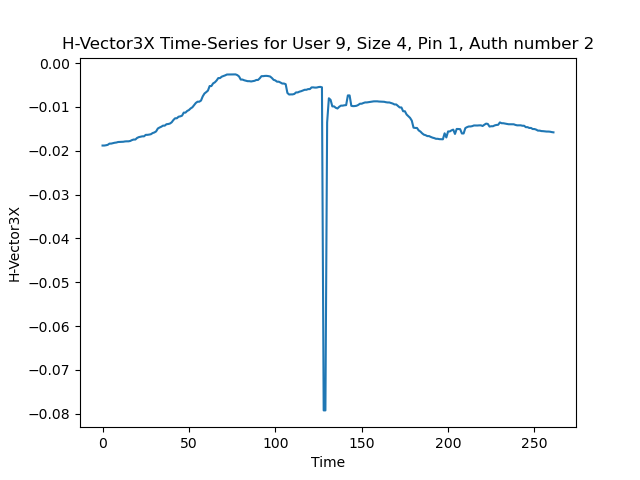 H-Vector3X Time-Series for User 9, Size 4, Pin 1, Auth number 2
0.00
−0.01
−0.02
−0.03
−0.04
−0.05
−0.06
−0.07
−0.08
H-Vector3X
0 50 100 150 200 250
Time